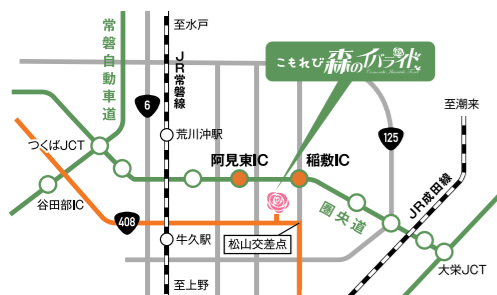 至水戸
常磐自動車道
JR常磐線
こもれび森のイバライド
6
至潮来
荒川沖駅
125
つくばJCT
阿見東IC
稲敷IC
谷田部IC
圏央道
JR成田線
408
牛久駅
松山交差点
大栄JCT
至上野